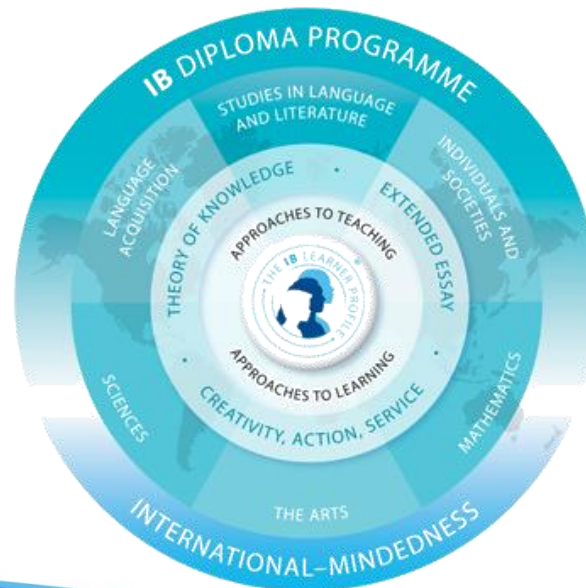 IB DIPLOMA PROGRAMME
STUDIES IN LANGUAGE
AND LITERATURE
LANGUAGE
ACQUISITION
INDIVIDUALS AND
SOCIETIES
THEORY OF KNOWLEDGE
•
EXTENDED ESSAY
•
CREATIVITY, ACTION, SERVICE
•
APPROACHES TO TEACHING
THE IB LEARNER PROFILE
®
APPROACHES TO LEARNING
SCIENCES
MATHEMATICS
THE ARTS
INTERNATIONAL–MINDEDNESS